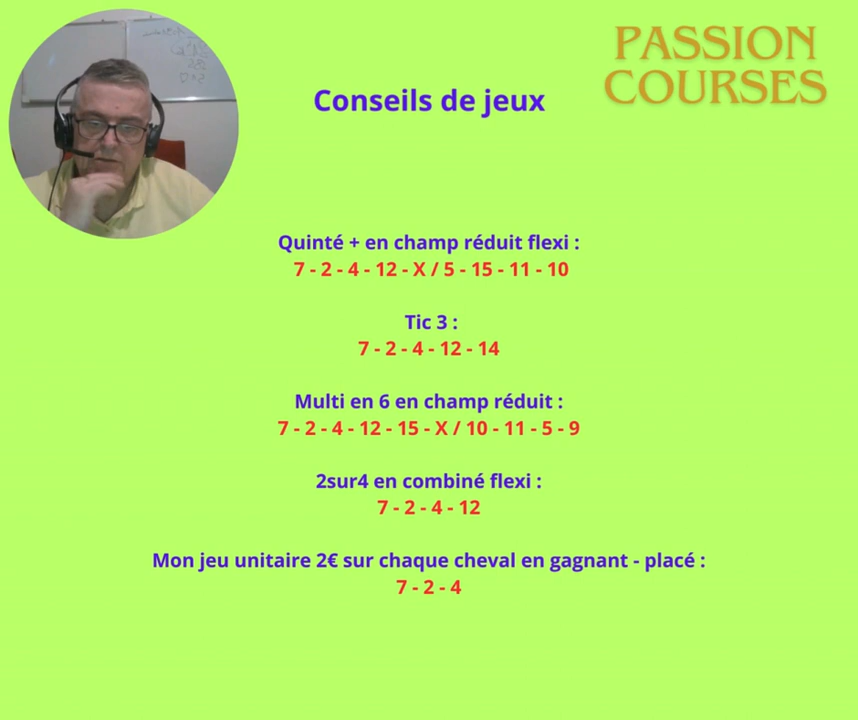 PASSION
COURSES
Conseils de jeux
Quinté + en champ réduit flexi :
7 - 2 - 4 - 12 - X / 5 - 15 - 11 - 10
Tic 3 :
7 - 2 - 4 - 12 - 14
Multi en 6 en champ réduit :
7 - 2 - 4 - 12 - 15 - X / 10 - 11 - 5 - 9
2sur4 en combiné flexi :
7 - 2 - 4 - 12
Mon jeu unitaire 2€ sur chaque cheval en gagnant - placé :
7 - 2 - 4